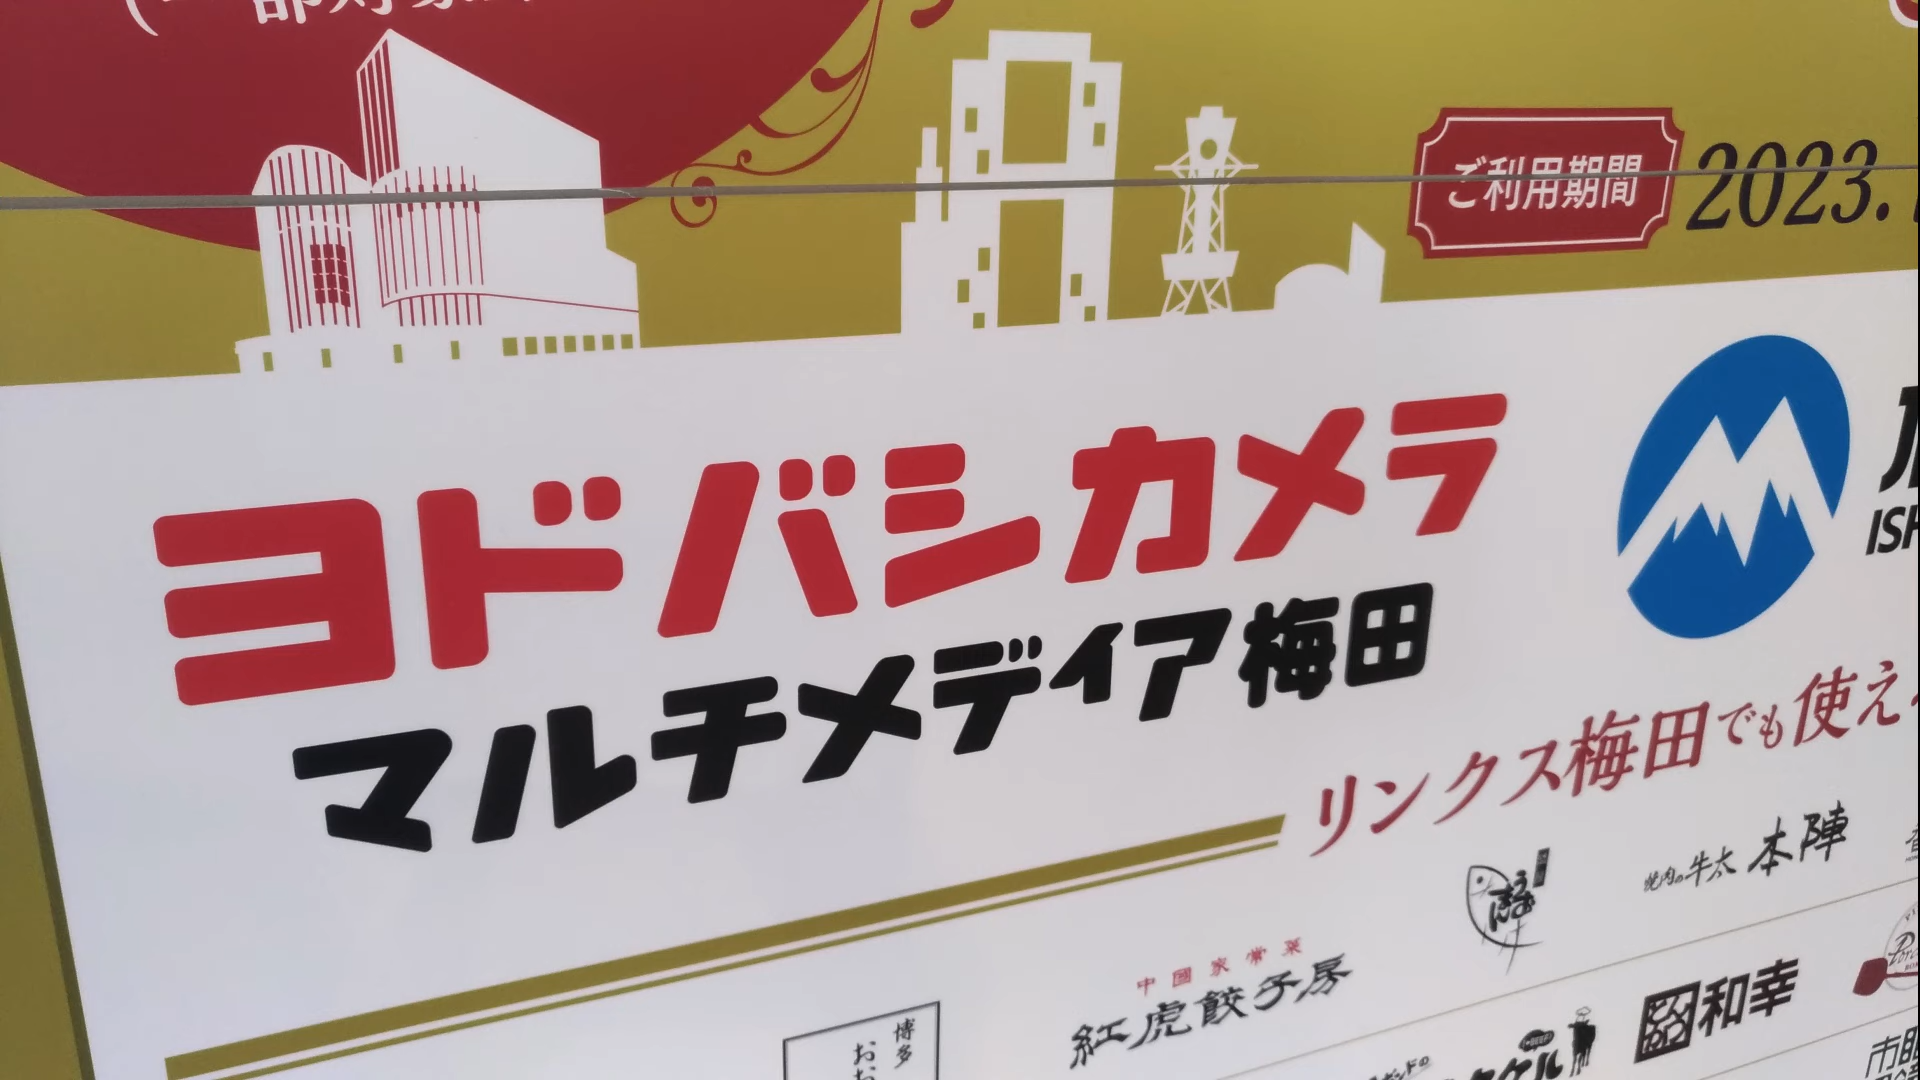 ご利用期間 2023.
ヨドバシカメラ
マルチメディア梅田
ISH
リンクス梅田でも使え
焼肉の牛太 本陣
中國家常菜
紅虎餃子房
博多
和幸